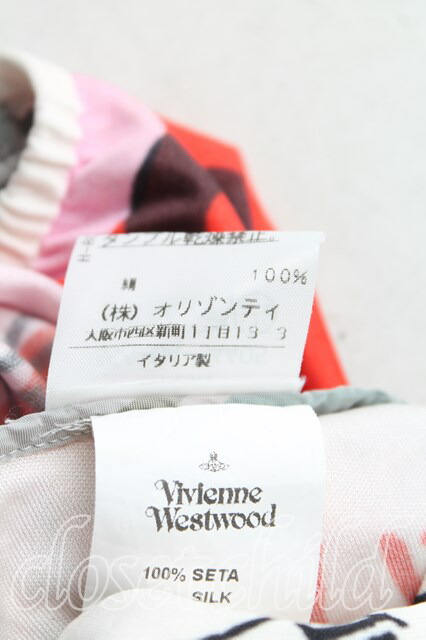 タンブル乾燥禁止。
絹 100%
(株) オリゾンティ
大阪市西区新町1丁目13-3
イタリア製
Vivienne
Westwood
100% SETA
SILK
closetchild